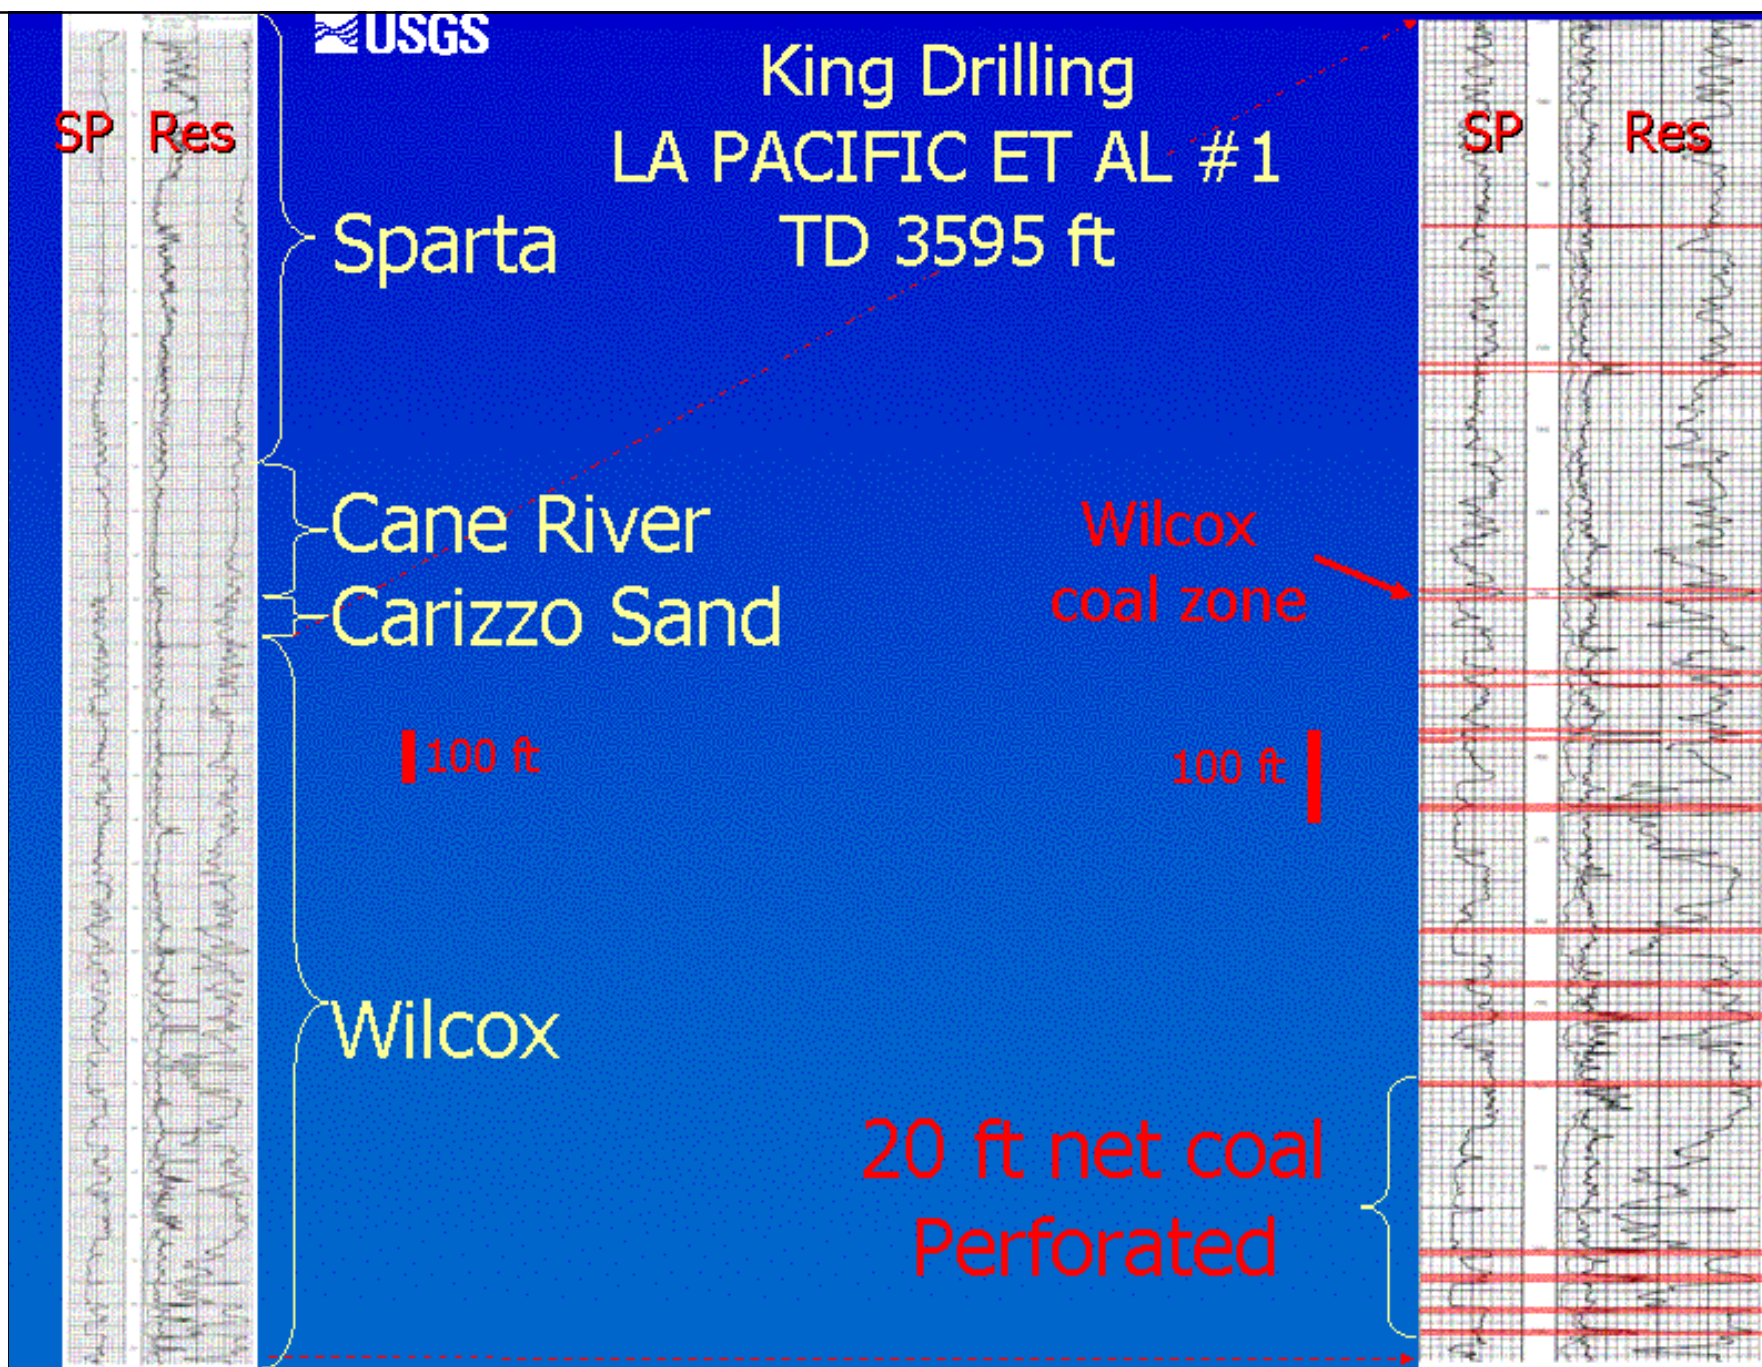 USGS
King Drilling
LA PACIFIC ET AL #1
TD 3595 ft
SP Res
SP Res
Sparta
Cane River
Carizzo Sand
Wilcox
coal zone
100 ft
100 ft
Wilcox
20 ft net coal
Perforated